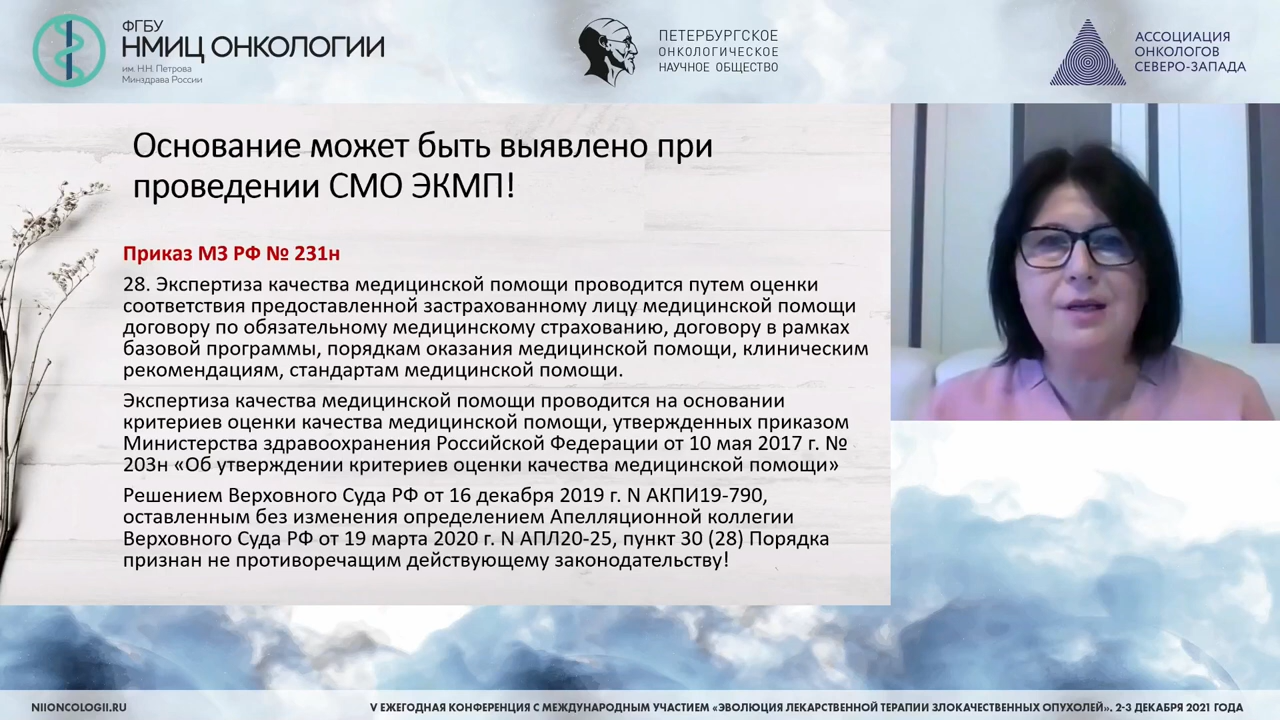 ФГБУ
НМИЦ ОНКОЛОГИИ
им. Н.Н. Петрова
Минздрава России
ПЕТЕРБУРГСКОЕ
ОНКОЛОГИЧЕСКОЕ
НАУЧНОЕ ОБЩЕСТВО
АССОЦИАЦИЯ
ОНКОЛОГОВ
СЕВЕРО-ЗАПАДА
Основание может быть выявлено при
проведении СМО ЭКМП!
Приказ МЗ РФ № 231н
28. Экспертиза качества медицинской помощи проводится путем оценки
соответствия предоставленной застрахованному лицу медицинской помощи
договору по обязательному медицинскому страхованию, договору в рамках
базовой программы, порядкам оказания медицинской помощи, клиническим
рекомендациям, стандартам медицинской помощи.
Экспертиза качества медицинской помощи проводится на основании
критериев оценки качества медицинской помощи, утвержденных приказом
Министерства здравоохранения Российской Федерации от 10 мая 2017 г. №
203н «Об утверждении критериев оценки качества медицинской помощи»
Решением Верховного Суда РФ от 16 декабря 2019 г. N АКПИ19-790,
оставленным без изменения определением Апелляционной коллегии
Верховного Суда РФ от 19 марта 2020 г. N АПЛ20-25, пункт 30 (28) Порядка
признан не противоречащим действующему законодательству!
NIIONCOLOGII.RU
V ЕЖЕГОДНАЯ КОНФЕРЕНЦИЯ С МЕЖДУНАРОДНЫМ УЧАСТИЕМ «ЭВОЛЮЦИЯ ЛЕКАРСТВЕННОЙ ТЕРАПИИ ЗЛОКАЧЕСТВЕННЫХ ОПУХОЛЕЙ». 2-3 ДЕКАБРЯ 2021 ГОДА